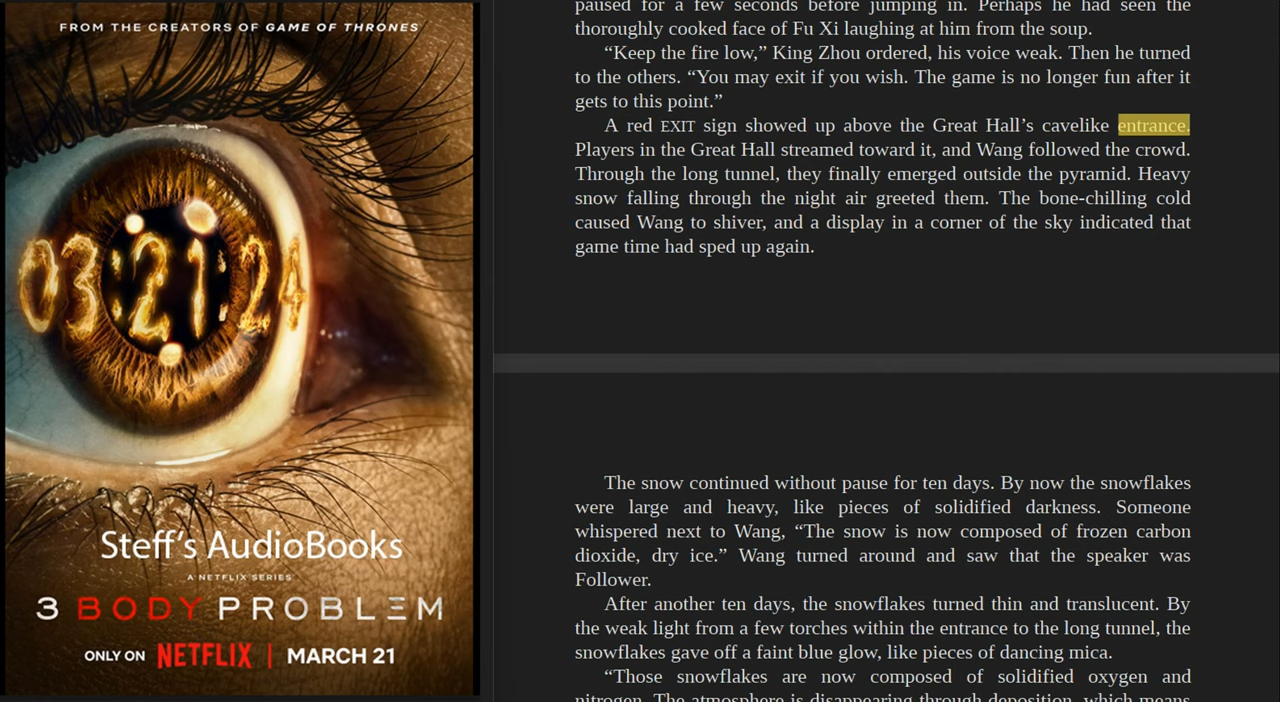 FROM THE CREATORS OF GAME OF THRONES
03:21:24
Steff's AudioBooks
A NETFLIX SERIES
3 BODY PROBLEM
ONLY ON NETFLIX | MARCH 21
paused for a few seconds before jumping in. Perhaps he had seen the
thoroughly cooked face of Fu Xi laughing at him from the soup.
“Keep the fire low,” King Zhou ordered, his voice weak. Then he turned
to the others. “You may exit if you wish. The game is no longer fun after it
gets to this point.”
A red EXIT sign showed up above the Great Hall’s cavelike entrance.
Players in the Great Hall streamed toward it, and Wang followed the crowd.
Through the long tunnel, they finally emerged outside the pyramid. Heavy
snow falling through the night air greeted them. The bone-chilling cold
caused Wang to shiver, and a display in a corner of the sky indicated that
game time had sped up again.
The snow continued without pause for ten days. By now the snowflakes
were large and heavy, like pieces of solidified darkness. Someone
whispered next to Wang, “The snow is now composed of frozen carbon
dioxide, dry ice.” Wang turned around and saw that the speaker was
Follower.
After another ten days, the snowflakes turned thin and translucent. By
the weak light from a few torches within the entrance to the long tunnel, the
snowflakes gave off a faint blue glow, like pieces of dancing mica.
“Those snowflakes are now composed of solidified oxygen and
nitrogen. The atmosphere is disappearing through deposition, which means